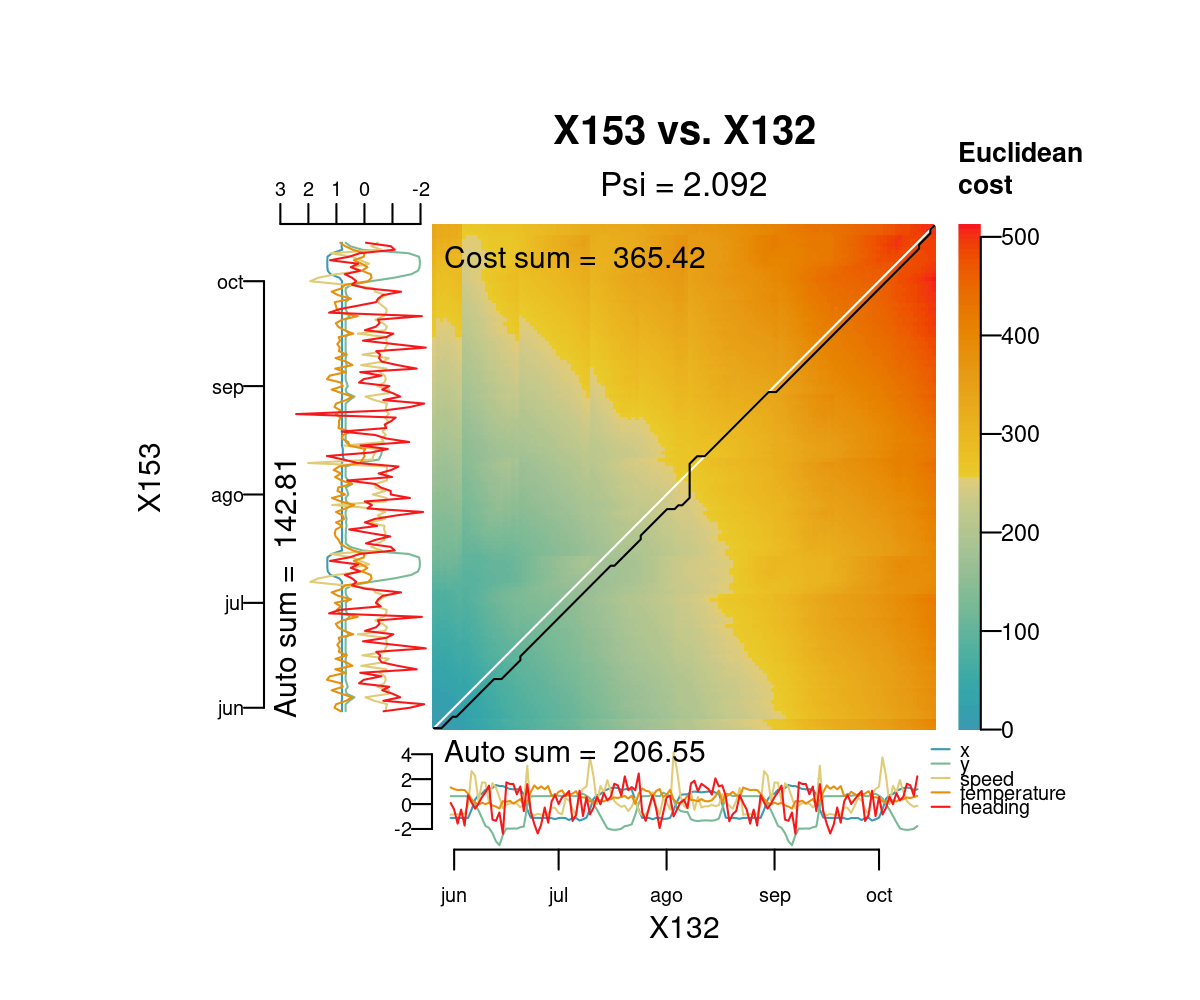 X153 vs. X132
Psi = 2.092
Euclidean
cost
3 2 1 0 -2
Cost sum = 365.42
500
400
300
200
100
0
oct
sep
ago
jul
jun
X153
Auto sum = 142.81
Auto sum = 206.55
4
2
0
-2
x
y
speed
temperature
heading
jun jul ago sep oct
X132